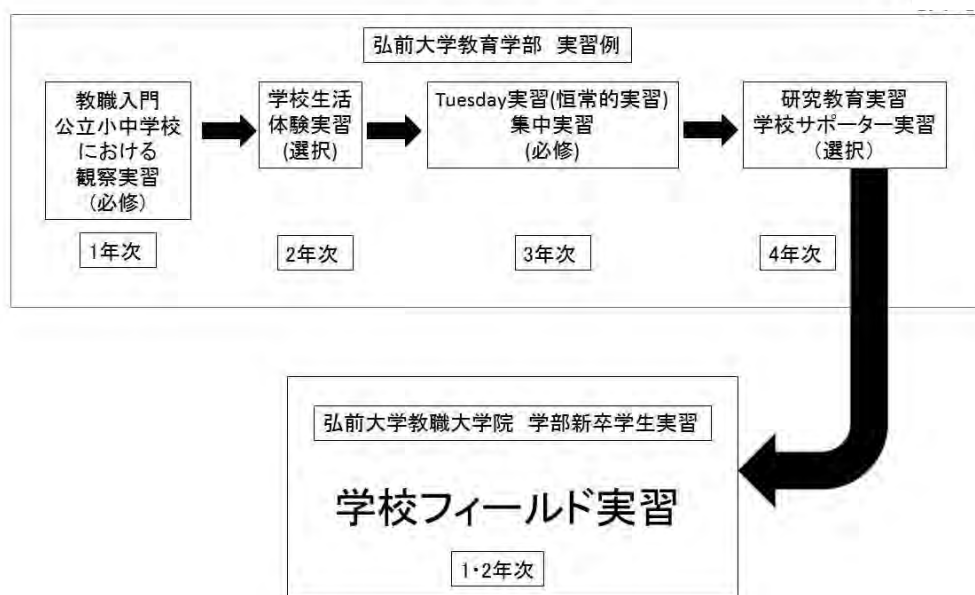 弘前大学教育学部 実習例
教職入門
公立小中学校
における
観察実習
(必修)
1年次
学校生活
体験実習
(選択)
2年次
Tuesday実習(恒常的実習)
集中実習
(必修)
3年次
研究教育実習
学校サポーター実習
(選択)
4年次
弘前大学教職大学院 学部新卒学生実習
学校フィールド実習
1・2年次